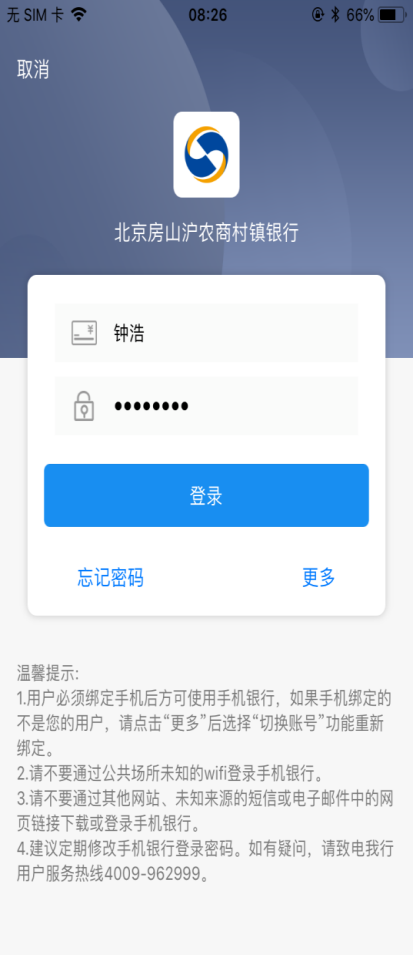 无 SIM 卡 08:26 66%
取消
北京房山沪农商村镇银行
钟浩
••••••••
登录
忘记密码 更多
温馨提示:
1.用户必须绑定手机后方可使用手机银行，如果手机绑定的
不是您的用户，请点击“更多”后选择“切换账号”功能重新
绑定。
2.请不要通过公共场所未知的wifi登录手机银行。
3.请不要通过其他网站、未知来源的短信或电子邮件中的网
页链接下载或登录手机银行。
4.建议定期修改手机银行登录密码。如有疑问，请致电我行
用户服务热线4009-962999。